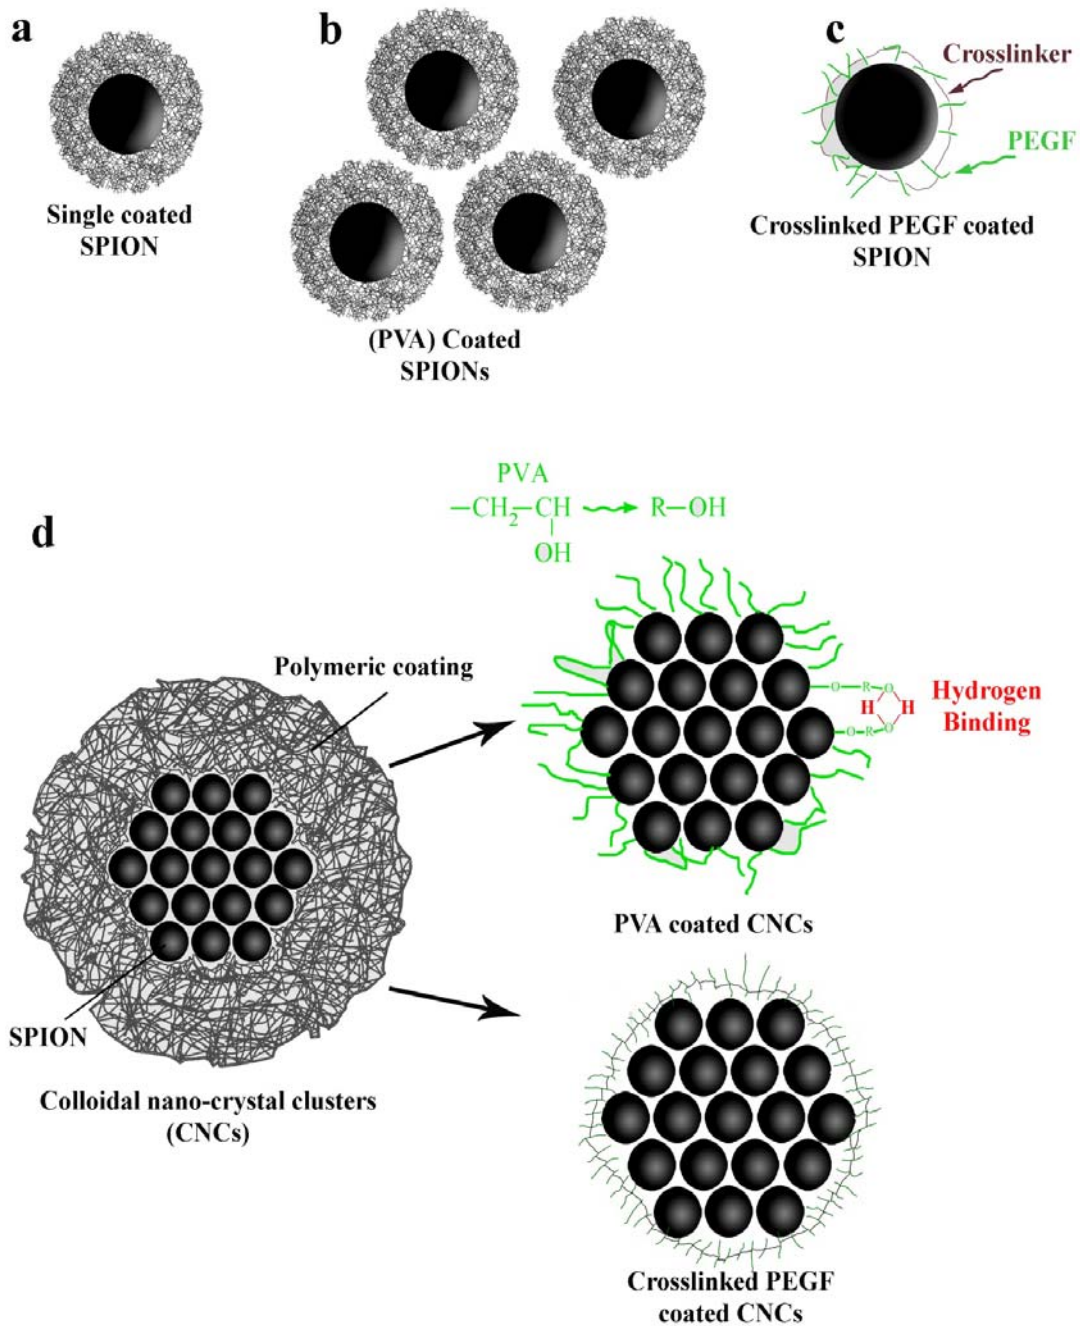 a
Single coated
SPION
b
(PVA) Coated
SPIONs
c
Crosslinker
PEGF
Crosslinked PEGF coated
SPION
d
PVA
—CH2—CH → R—OH
OH
Polymeric coating
SPION
Colloidal nano-crystal clusters
(CNCs)
O—R—O
H H
O—R—O
Hydrogen
Binding
PVA coated CNCs
Crosslinked PEGF
coated CNCs